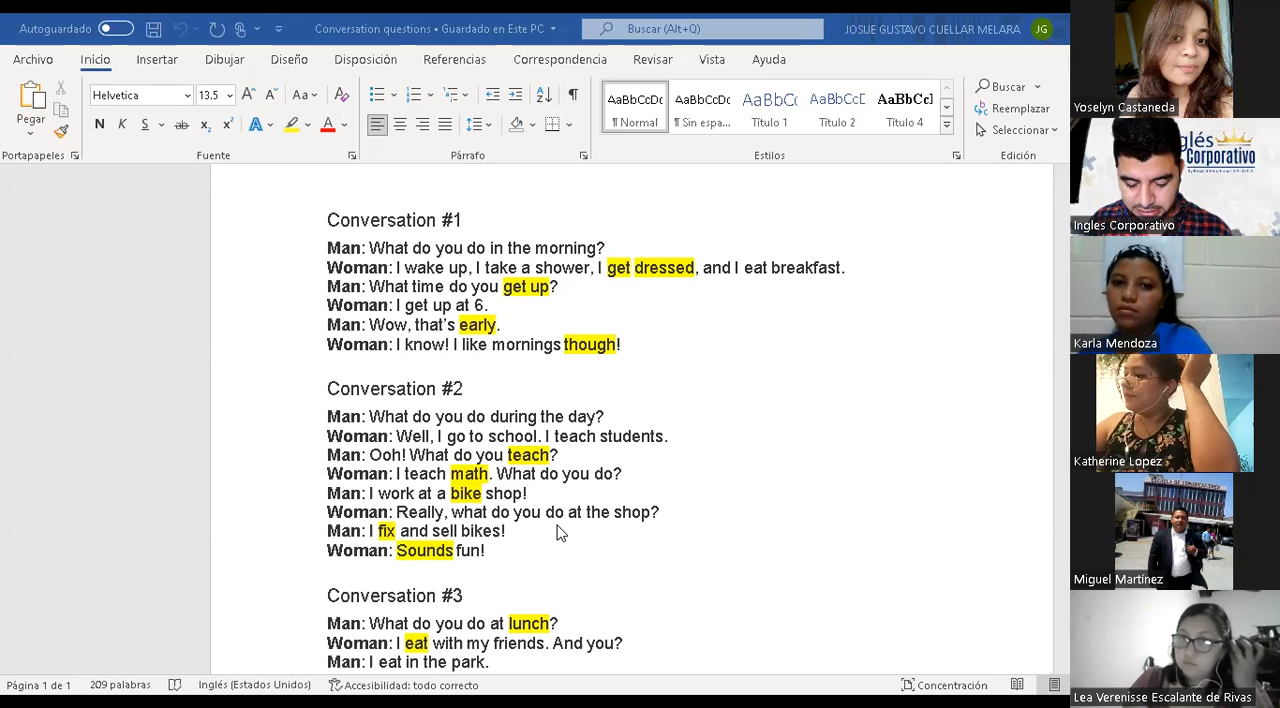 Autoguardado
Conversation questions • Guardado en Este PC
Buscar (Alt+Q)
JOSUE GUSTAVO CUELLAR MELARA
JG
Archivo Inicio Insertar Dibujar Diseño Disposición Referencias Correspondencia Revisar Vista Ayuda
Pegar
Portapapeles
Helvetica 13.5
Fuente
Párrafo
AaBbCcDc AaBbCcDc AaBbCc AaBbCcD AaBbCcI
¶ Normal ¶ Sin espa... Título 1 Título 2 Título 4
Estilos
Buscar
Reemplazar
Seleccionar
Edición
Conversation #1
Man: What do you do in the morning?
Woman: I wake up, I take a shower, I get dressed, and I eat breakfast.
Man: What time do you get up?
Woman: I get up at 6.
Man: Wow, that's early.
Woman: I know! I like mornings though!
Conversation #2
Man: What do you do during the day?
Woman: Well, I go to school. I teach students.
Man: Ooh! What do you teach?
Woman: I teach math. What do you do?
Man: I work at a bike shop!
Woman: Really, what do you do at the shop?
Man: I fix and sell bikes!
Woman: Sounds fun!
Conversation #3
Man: What do you do at lunch?
Woman: I eat with my friends. And you?
Man: I eat in the park.
Página 1 de 1 209 palabras Inglés (Estados Unidos) Accesibilidad: todo correcto Concentración
Yoselyn Castaneda
glés
Corporativo
Ingles Corporativo
Karla Mendoza
Katherine Lopez
Miguel Martínez
Lea Verenisse Escalante de Rivas